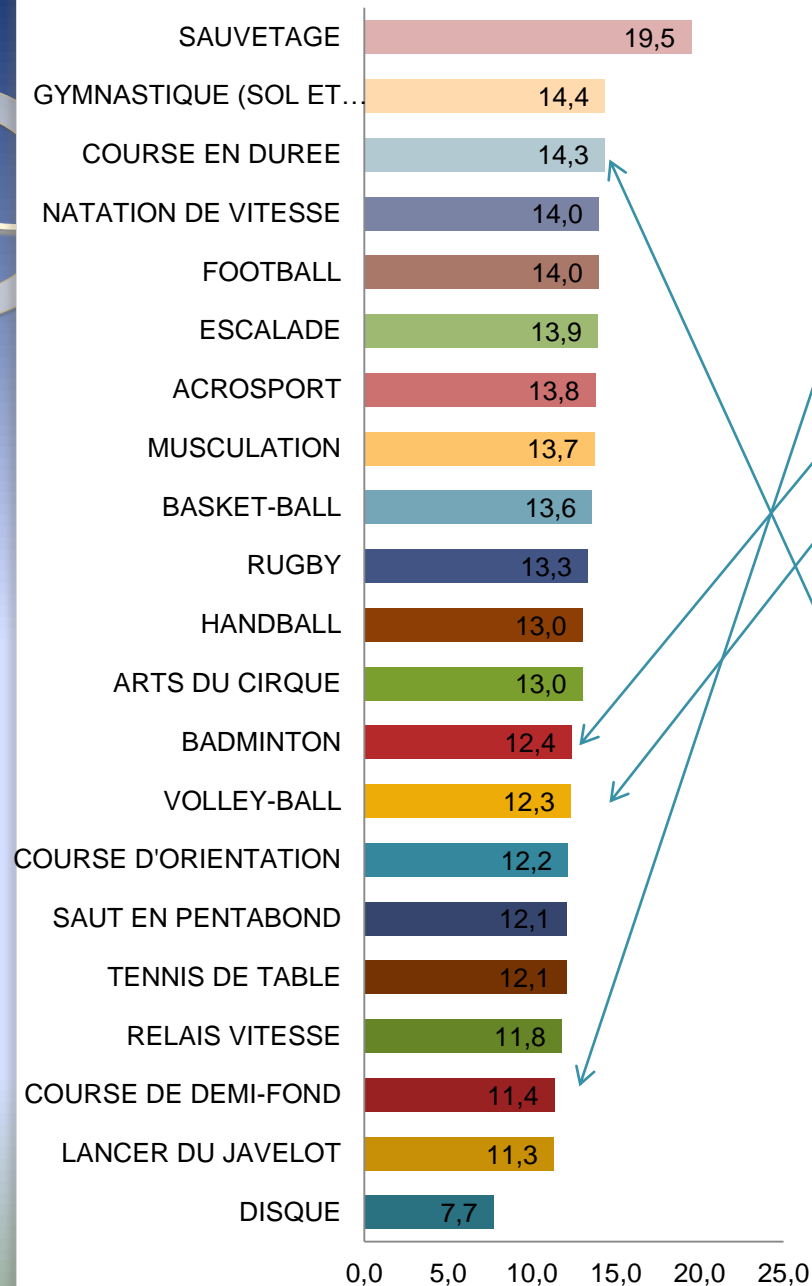 SAUVETAGE 19,5
GYMNASTIQUE (SOL ET… 14,4
COURSE EN DUREE 14,3
NATATION DE VITESSE 14,0
FOOTBALL 14,0
ESCALADE 13,9
ACROSPORT 13,8
MUSCULATION 13,7
BASKET-BALL 13,6
RUGBY 13,3
HANDBALL 13,0
ARTS DU CIRQUE 13,0
BADMINTON 12,4
VOLLEY-BALL 12,3
COURSE D'ORIENTATION 12,2
SAUT EN PENTABOND 12,1
TENNIS DE TABLE 12,1
RELAIS VITESSE 11,8
COURSE DE DEMI-FOND 11,4
LANCER DU JAVELOT 11,3
DISQUE 7,7
0,0 5,0 10,0 15,0 20,0 25,0